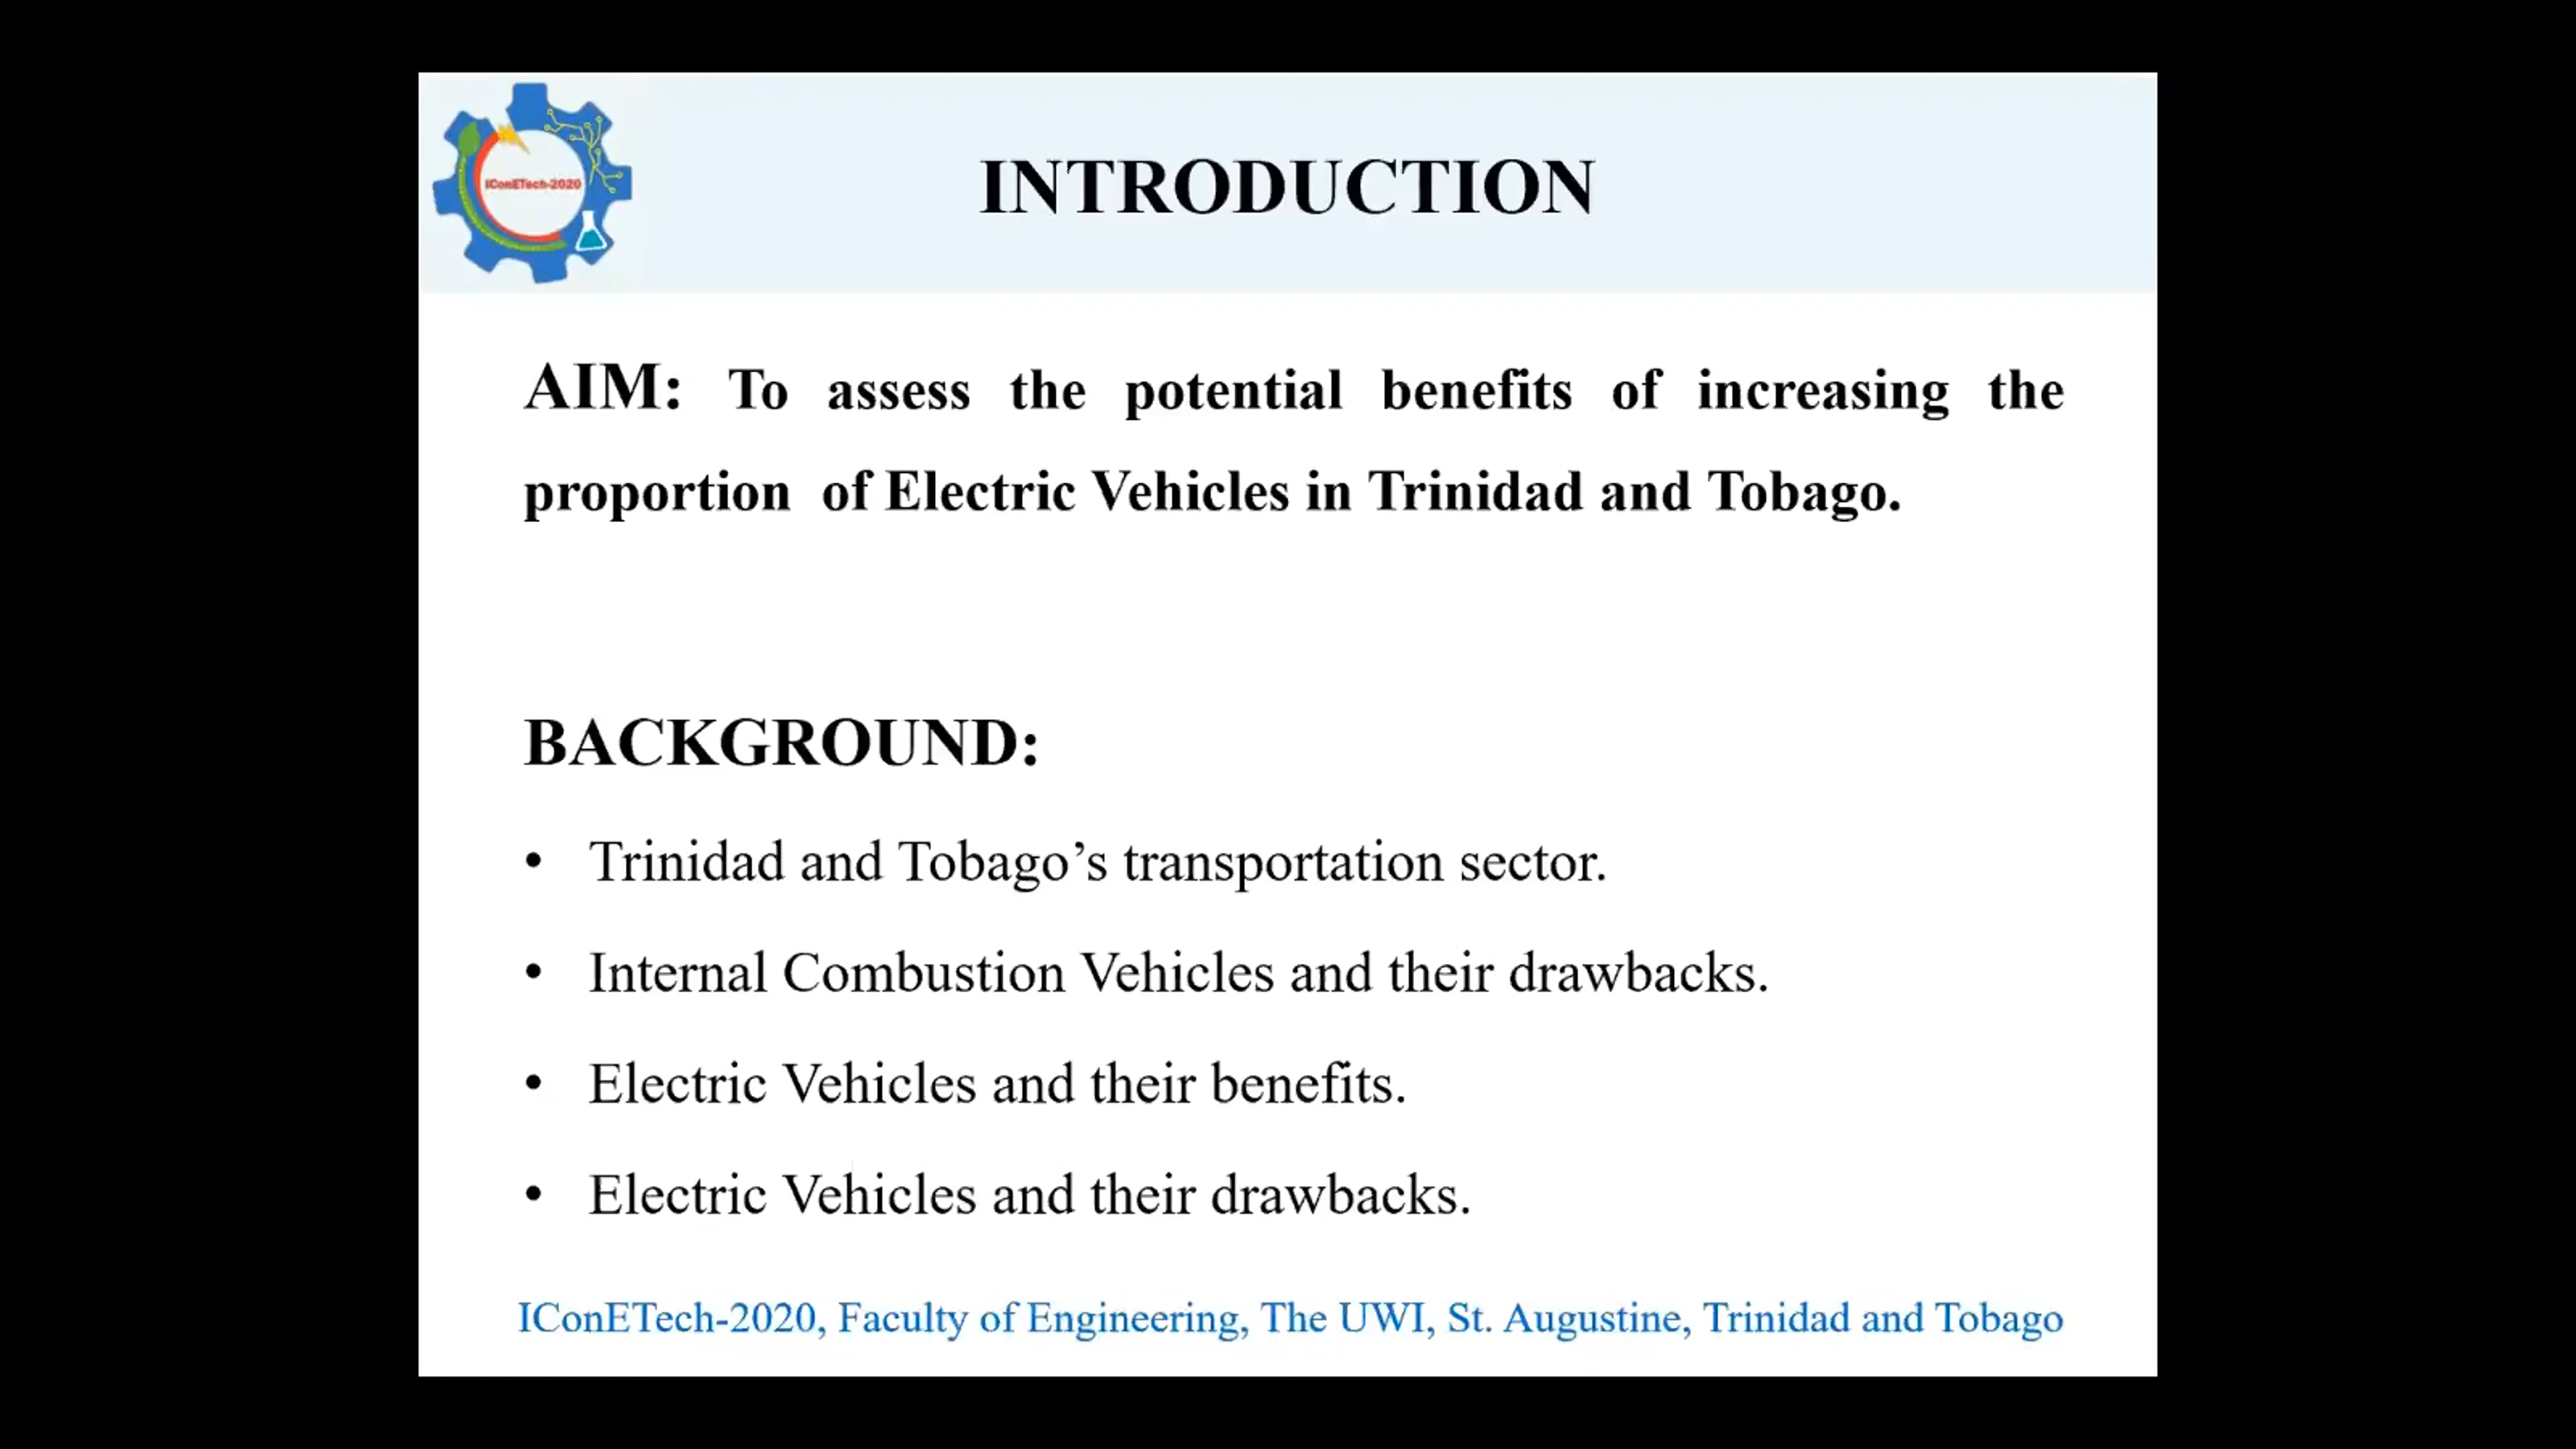 IConETech-2020
INTRODUCTION
AIM: To assess the potential benefits of increasing the
proportion of Electric Vehicles in Trinidad and Tobago.
BACKGROUND:
• Trinidad and Tobago’s transportation sector.
• Internal Combustion Vehicles and their drawbacks.
• Electric Vehicles and their benefits.
• Electric Vehicles and their drawbacks.
IConETech-2020, Faculty of Engineering, The UWI, St. Augustine, Trinidad and Tobago